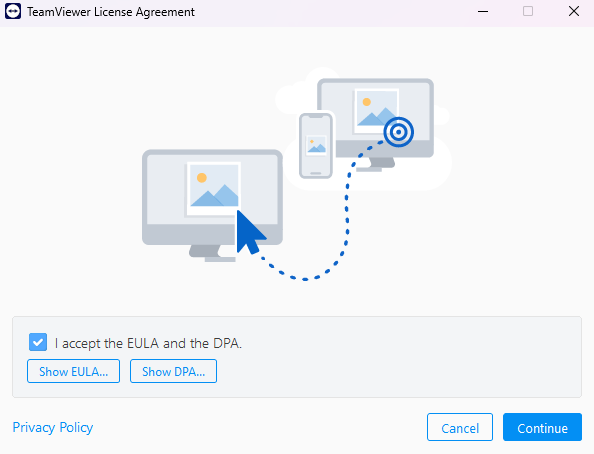 TeamViewer License Agreement
I accept the EULA and the DPA.
Show EULA...
Show DPA...
Privacy Policy
Cancel
Continue